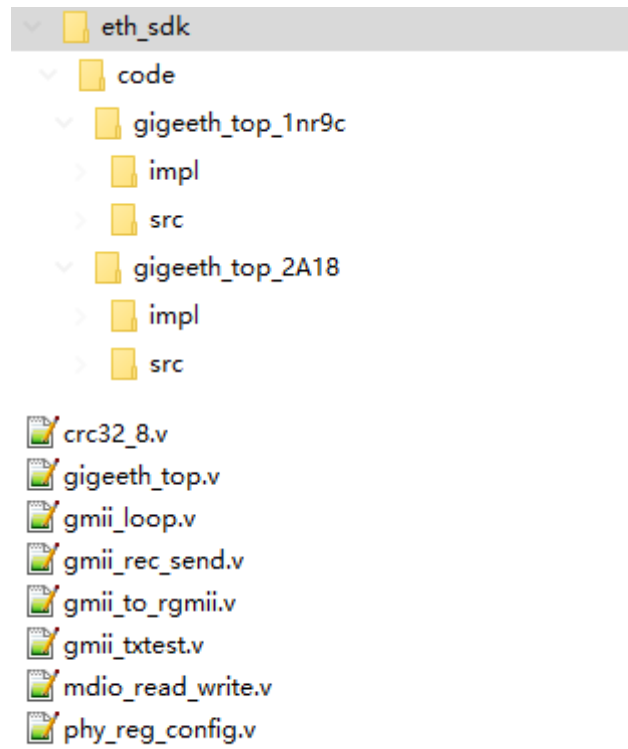 eth_sdk
code
gigeeth_top_1nr9c
impl
src
gigeeth_top_2A18
impl
src
crc32_8.v
gigeeth_top.v
gmii_loop.v
gmii_rec_send.v
gmii_to_rgmii.v
gmii_txtest.v
mdio_read_write.v
phy_reg_config.v